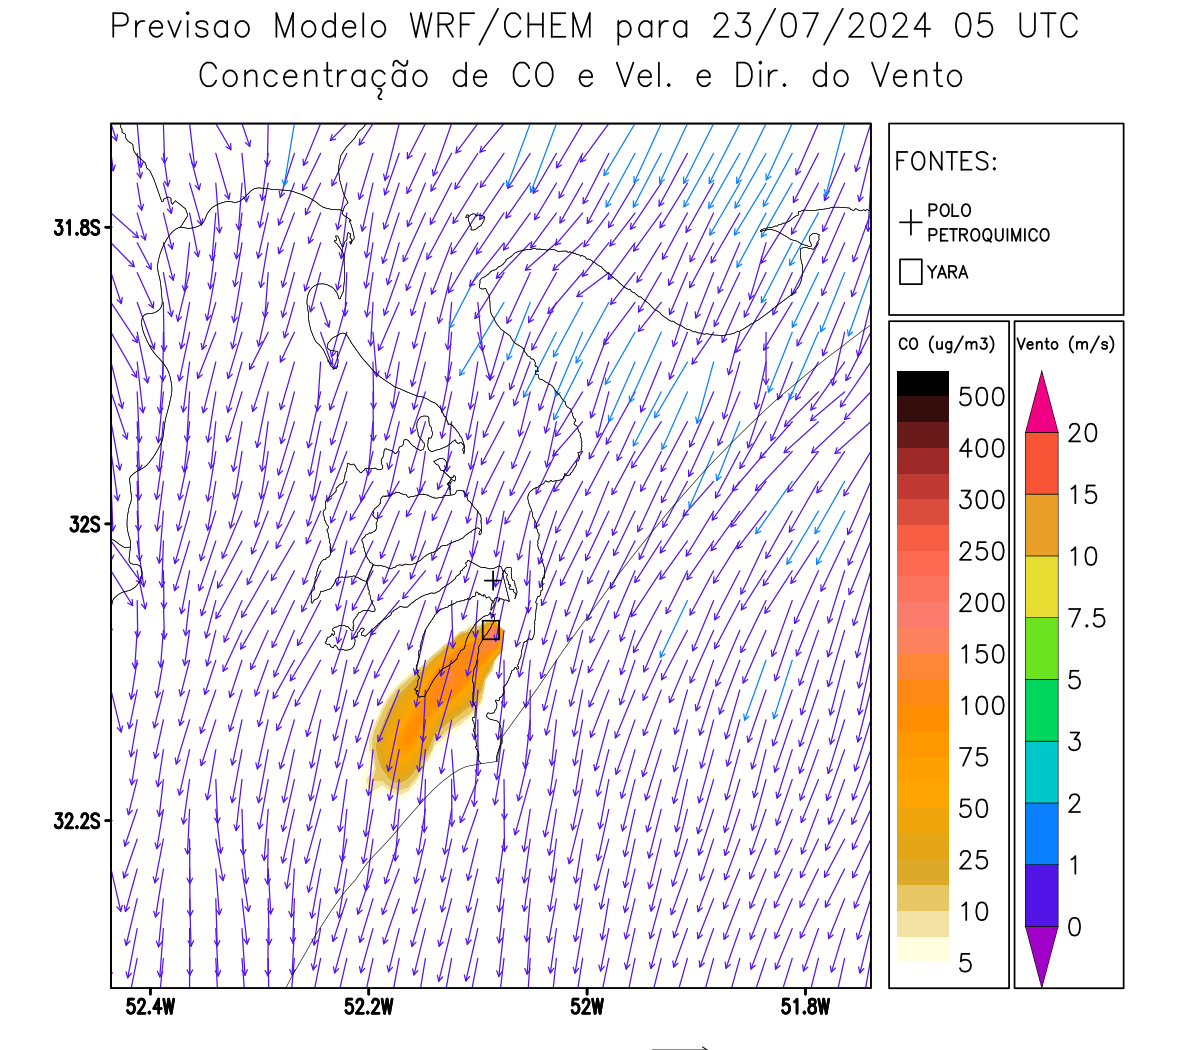 Previsao Modelo WRF/CHEM para 23/07/2024 05 UTC
Concentração de CO e Vel. e Dir. do Vento
FONTES:
POLO
PETROQUIMICO
YARA
31.8S
32S
32.2S
52.4W
52.2W
52W
51.8W
CO (ug/m3)
500
400
300
250
200
150
100
75
50
25
10
5
Vento (m/s)
20
15
10
7.5
5
3
2
1
0